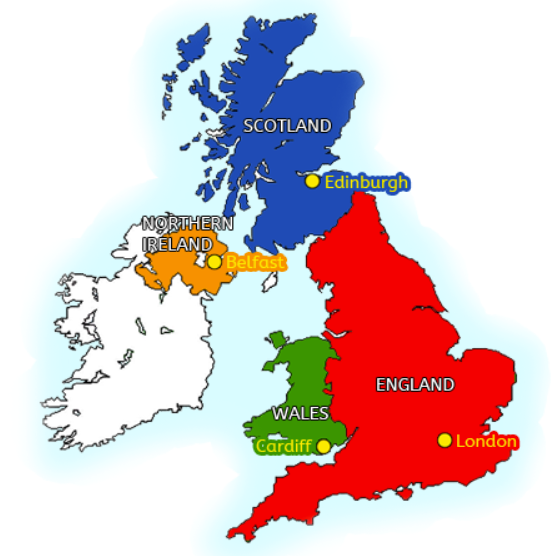 SCOTLAND
Edinburgh
NORTHERN
IRELAND
Belfast
ENGLAND
WALES
Cardiff
London